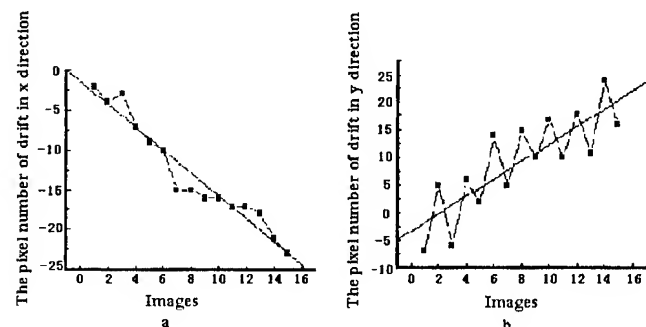 The pixel number of drift in x direction
0
-5
-10
-15
-20
-25
0 2 4 6 8 10 12 14 16
Images
a
The pixel number of drift in y direction
25
20
15
10
5
0
-5
-10
0 2 4 6 8 10 12 14 16
Images
b